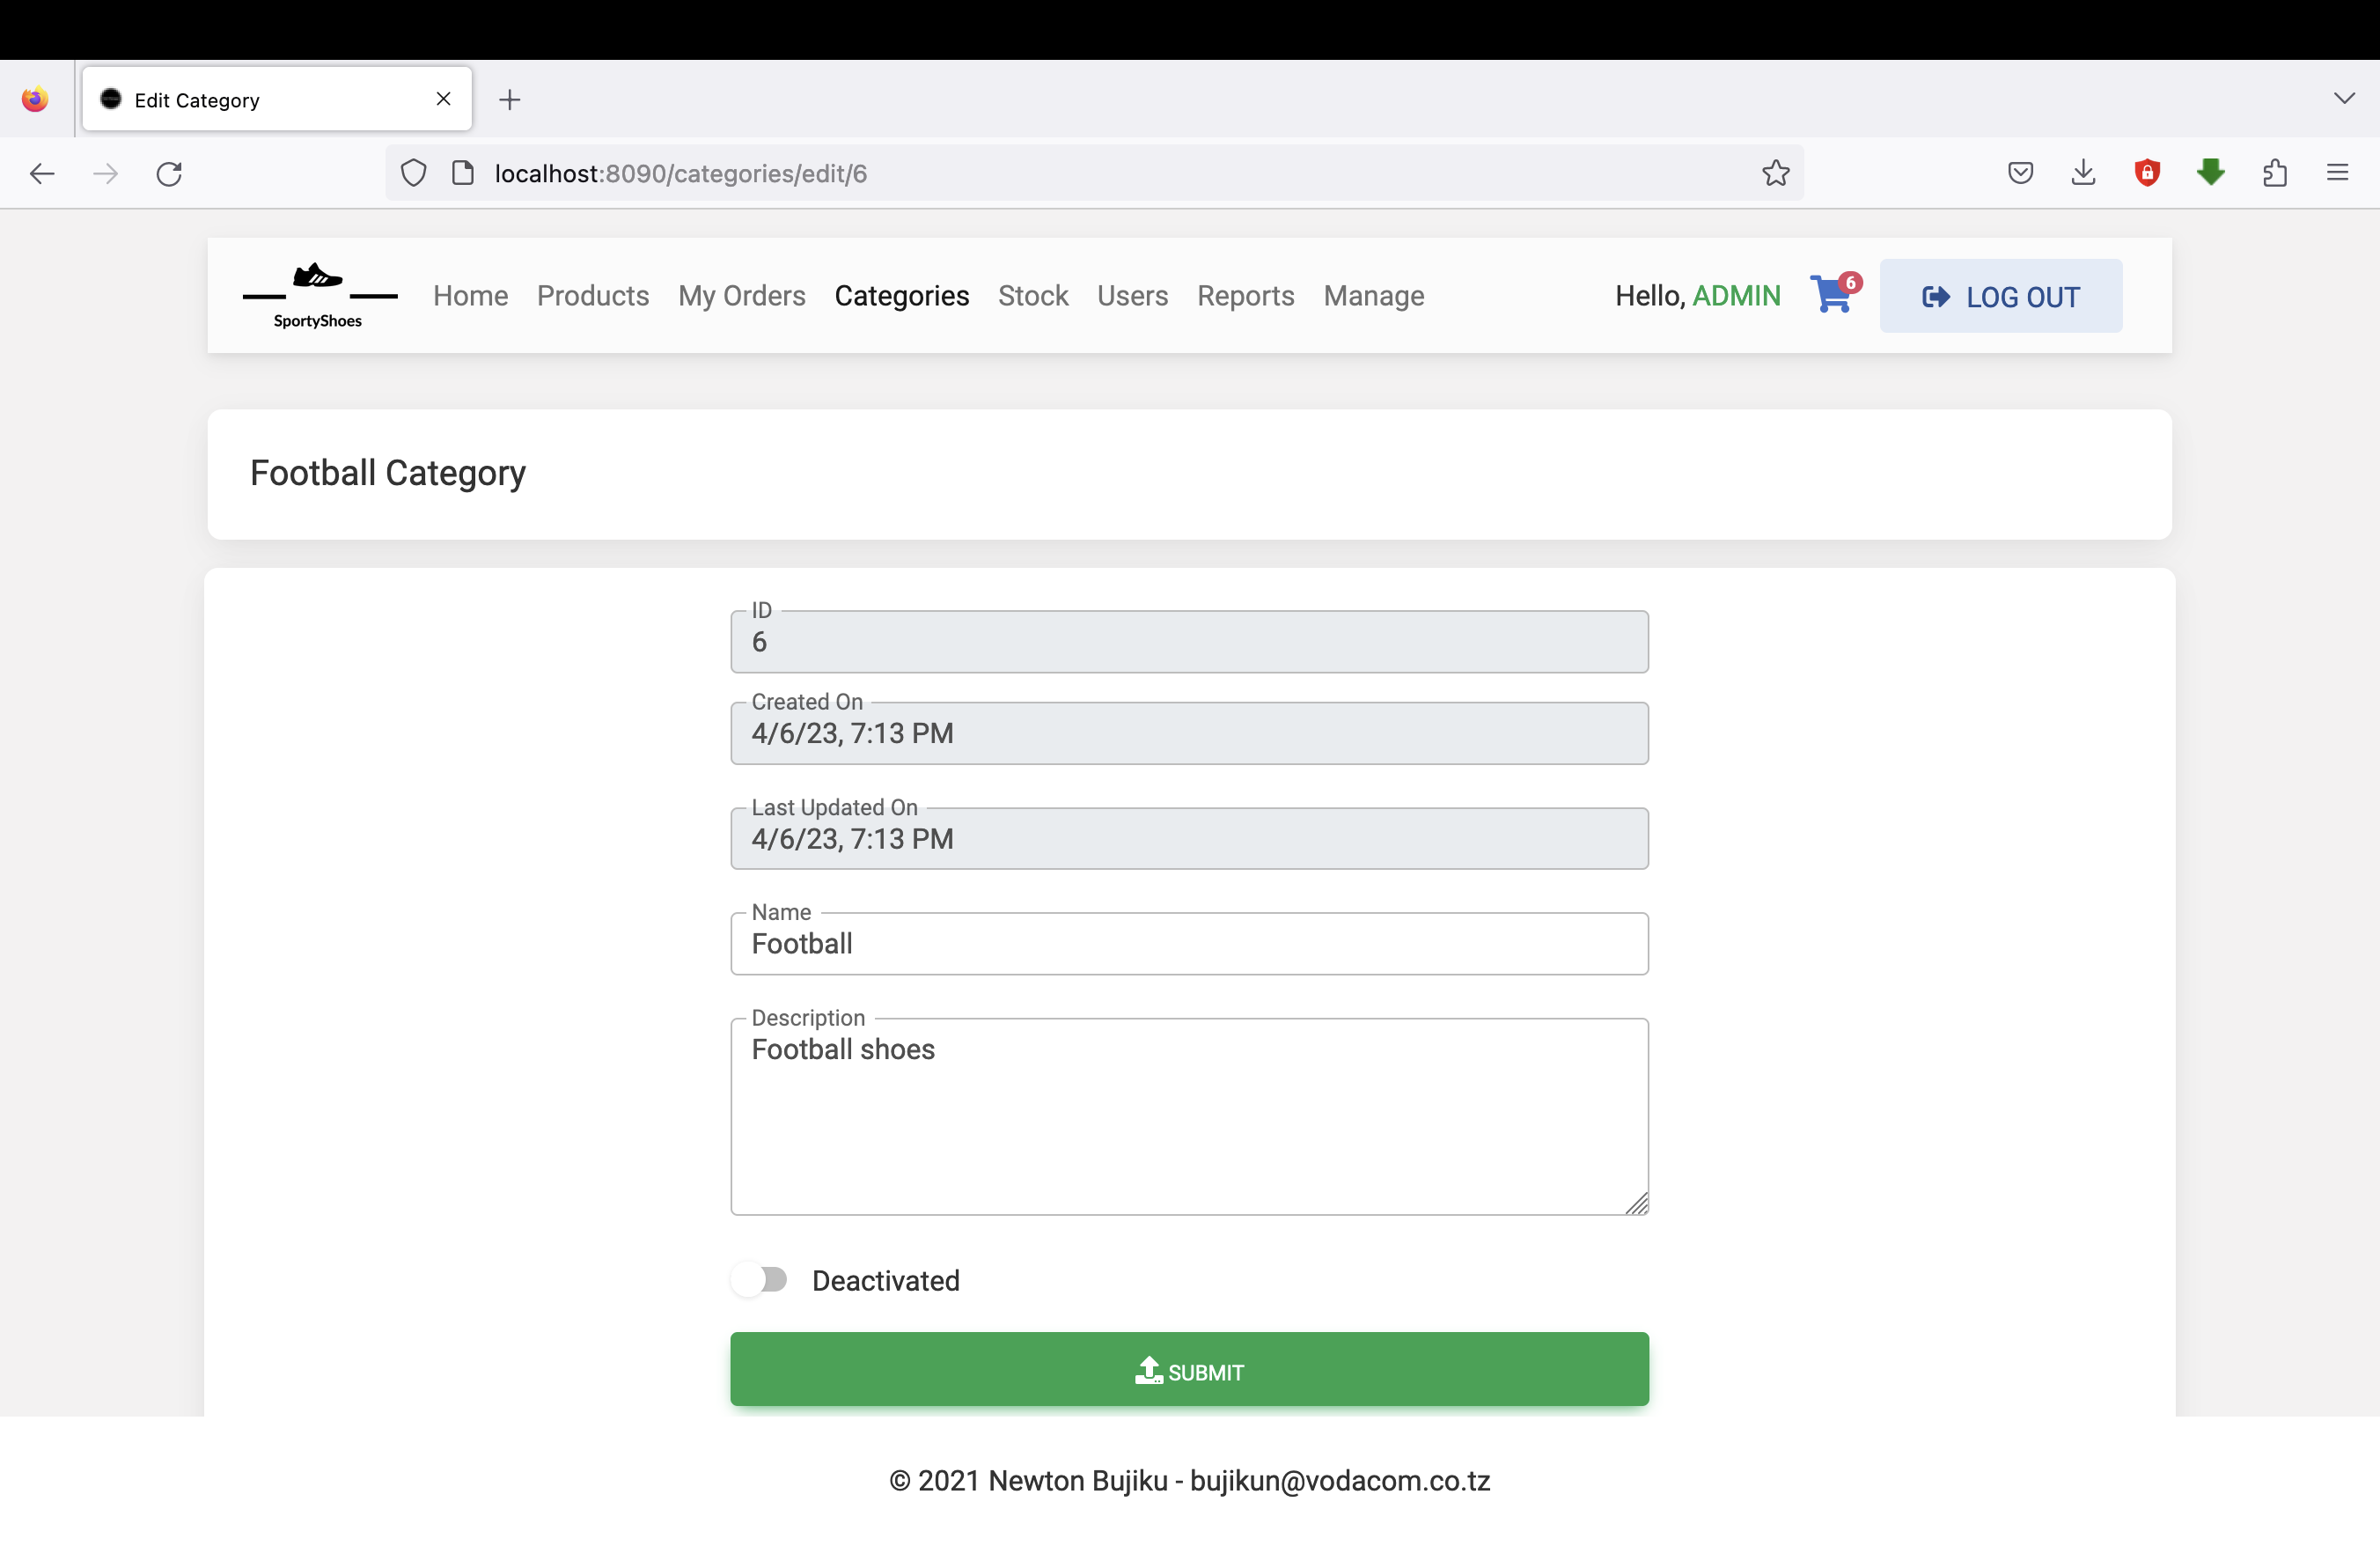 Edit Category
localhost:8090/categories/edit/6
SportyShoes
Home Products My Orders Categories Stock Users Reports Manage Hello, ADMIN 6 LOG OUT
Football Category
ID
6
Created On
4/6/23, 7:13 PM
Last Updated On
4/6/23, 7:13 PM
Name
Football
Description
Football shoes
Deactivated
SUBMIT
© 2021 Newton Bujiku - bujikun@vodacom.co.tz